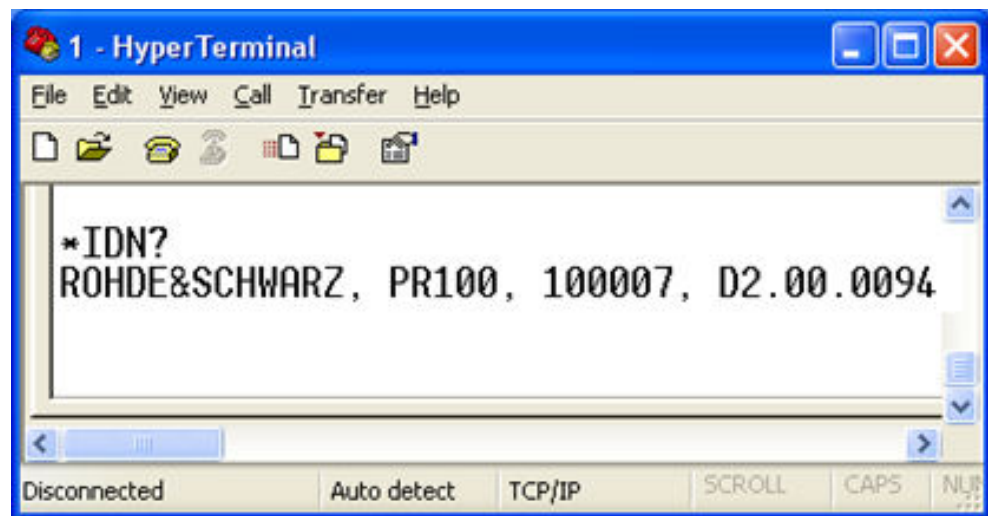 1 - HyperTerminal
File Edit View Call Transfer Help
*IDN?
ROHDE&SCHWARZ, PR100, 100007, D2.00.0094
Disconnected Auto detect TCP/IP SCROLL CAPS NUM